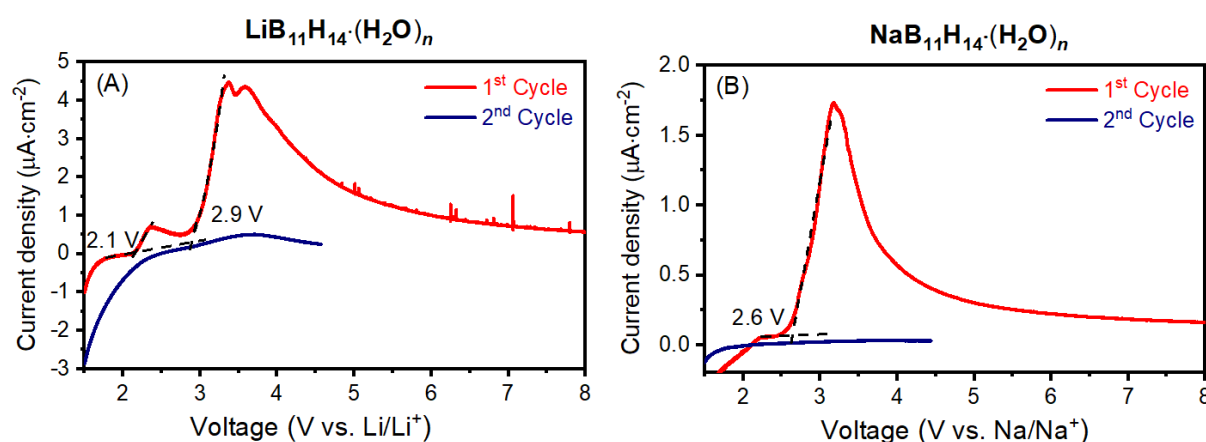 LiB₁₁H₁₄·(H₂O)ₙ
(A)
1st Cycle
2nd Cycle
2.1 V
2.9 V
5
4
3
2
1
0
-1
-2
-3
Current density (µA·cm⁻²)
2 3 4 5 6 7 8
Voltage (V vs. Li/Li⁺)
NaB₁₁H₁₄·(H₂O)ₙ
(B)
1st Cycle
2nd Cycle
2.6 V
2.0
1.5
1.0
0.5
0.0
Current density (µA·cm⁻²)
2 3 4 5 6 7 8
Voltage (V vs. Na/Na⁺)